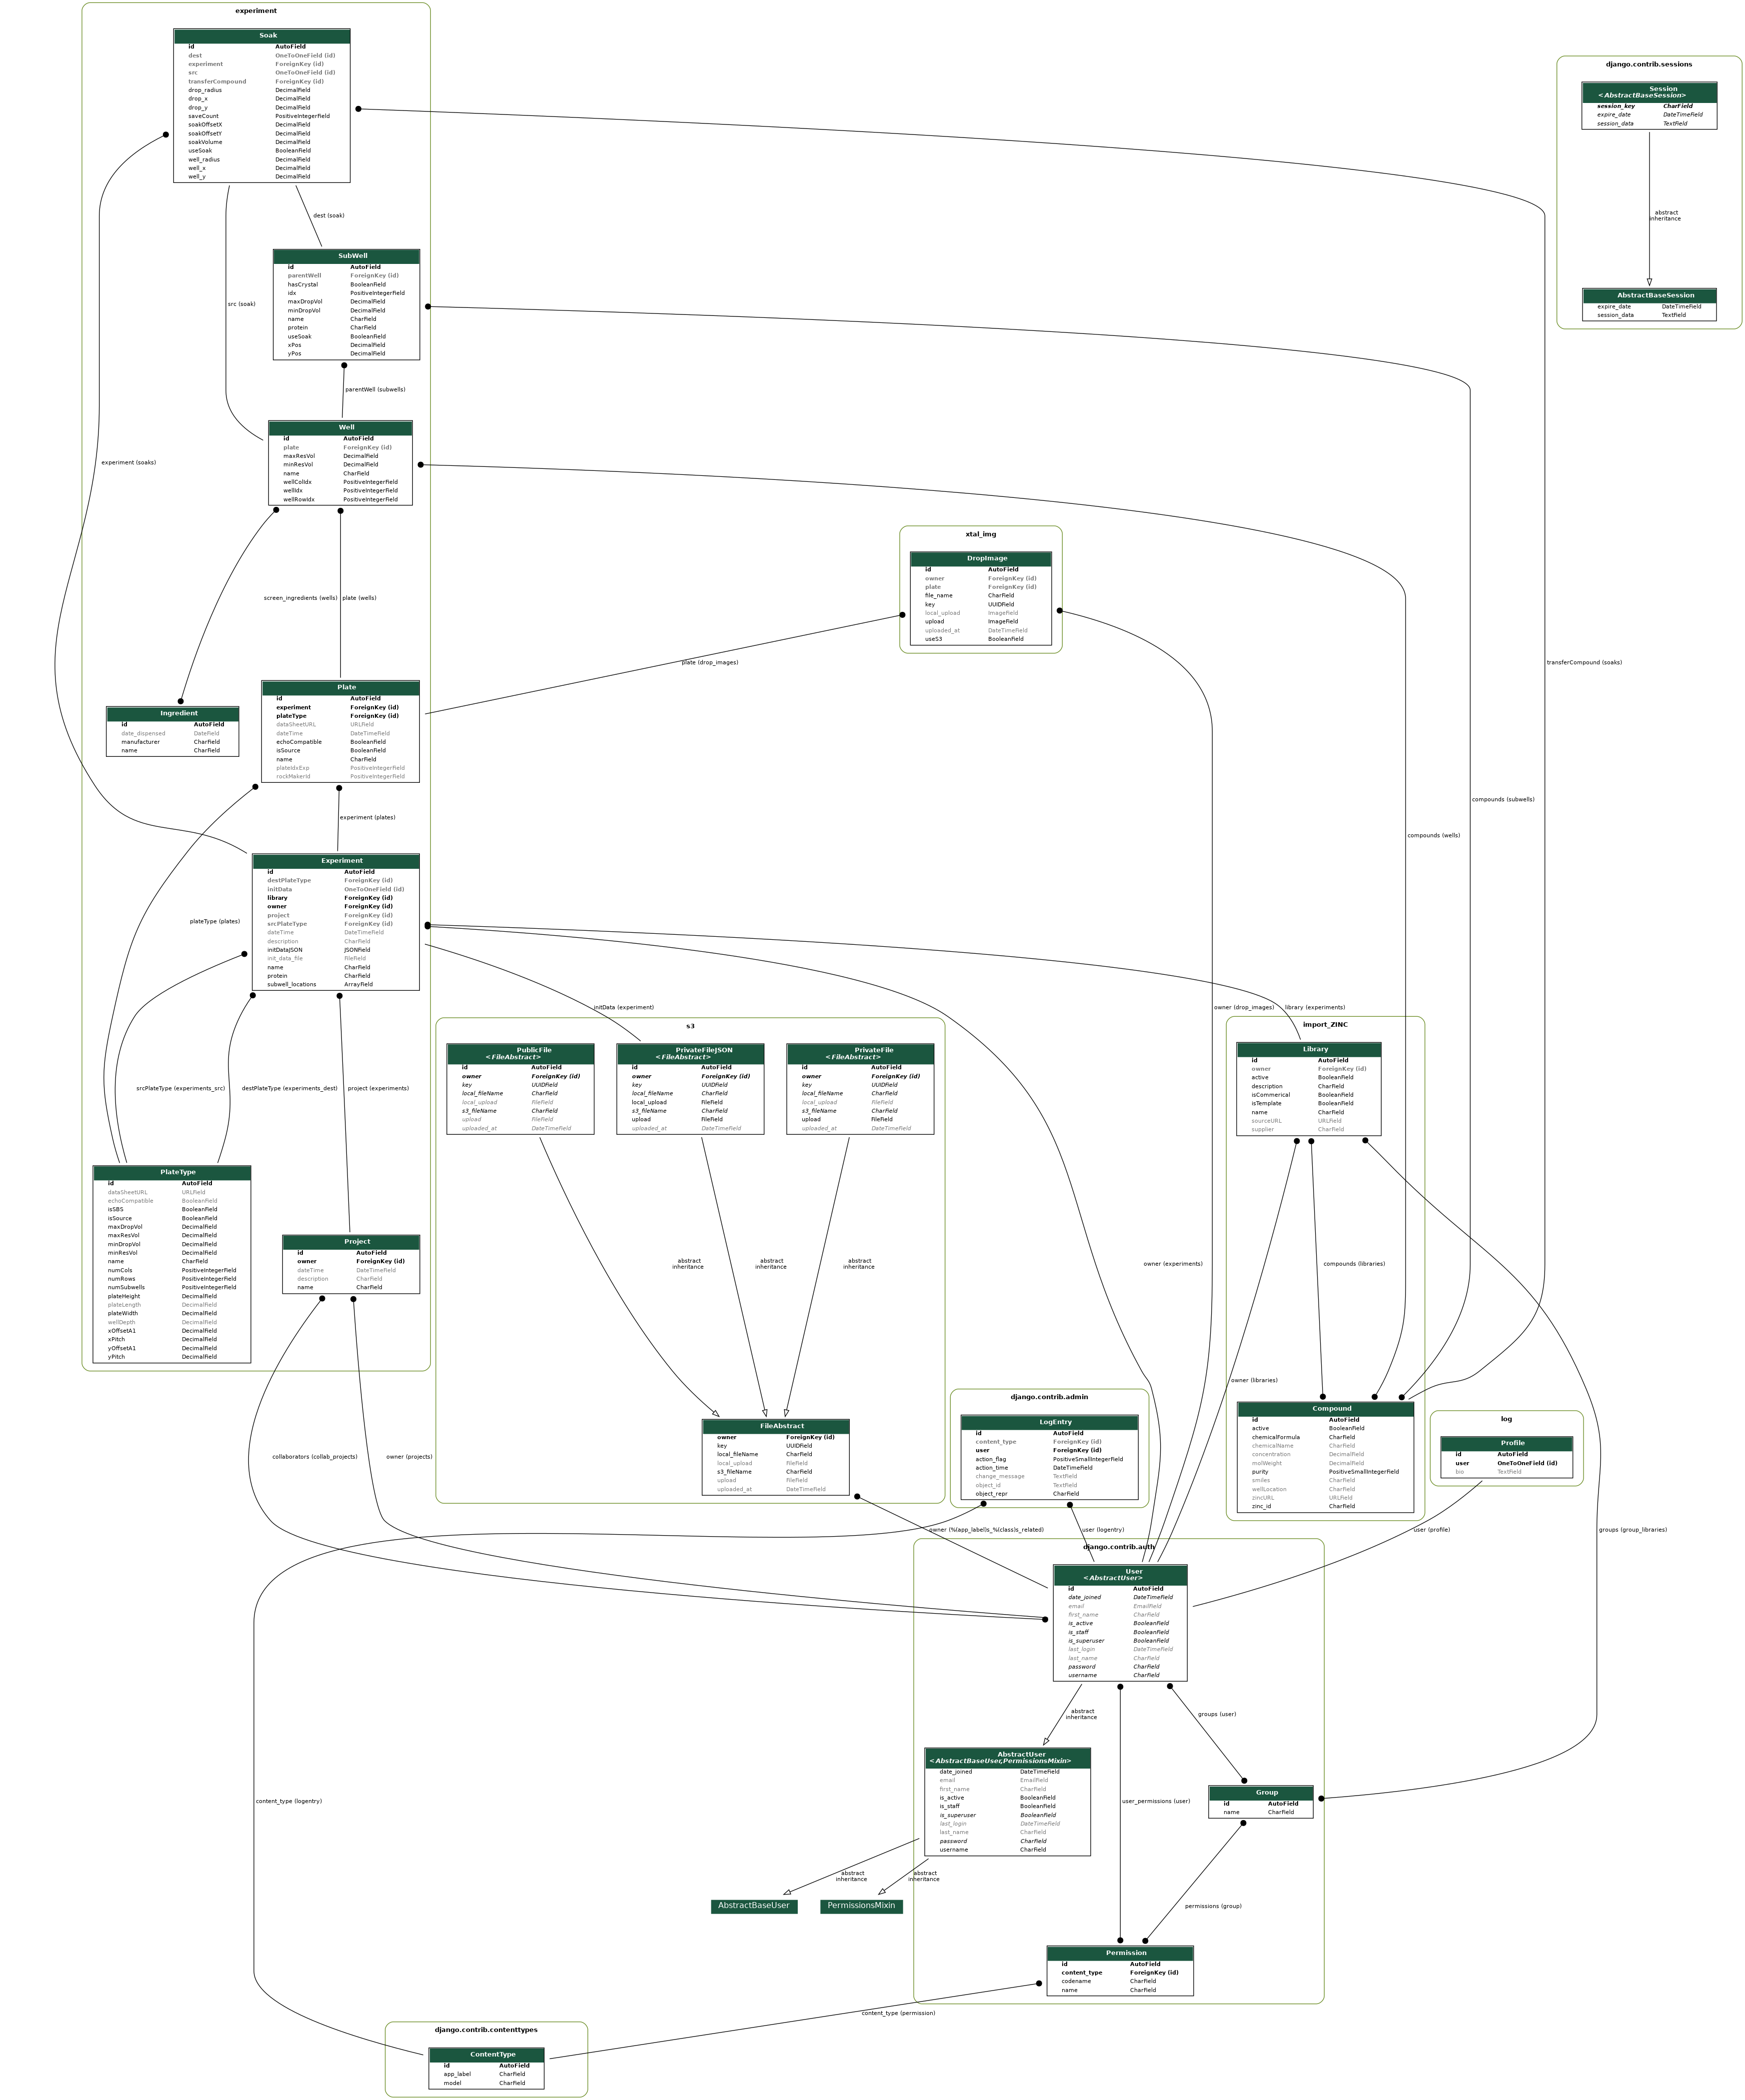 experiment
Soak
id AutoField
dest OneToOneField (id)
experiment ForeignKey (id)
src OneToOneField (id)
transferCompound ForeignKey (id)
drop_radius DecimalField
drop_x DecimalField
drop_y DecimalField
saveCount PositiveIntegerField
soakOffsetX DecimalField
soakOffsetY DecimalField
soakVolume DecimalField
useSoak BooleanField
well_radius DecimalField
well_x DecimalField
well_y DecimalField
django.contrib.sessions
Session
<AbstractBaseSession>
session_key CharField
expire_date DateTimeField
session_data TextField
abstract
inheritance
AbstractBaseSession
expire_date DateTimeField
session_data TextField
dest (soak)
src (soak)
SubWell
id AutoField
parentWell ForeignKey (id)
hasCrystal BooleanField
idx PositiveIntegerField
maxDropVol DecimalField
minDropVol DecimalField
name CharField
protein CharField
useSoak BooleanField
xPos DecimalField
yPos DecimalField
parentWell (subwells)
Well
id AutoField
plate ForeignKey (id)
maxResVol DecimalField
minResVol DecimalField
name CharField
wellColIdx PositiveIntegerField
wellIdx PositiveIntegerField
wellRowIdx PositiveIntegerField
experiment (soaks)
xtal_img
DropImage
id AutoField
owner ForeignKey (id)
plate ForeignKey (id)
file_name CharField
key UUIDField
local_upload ImageField
upload ImageField
uploaded_at DateTimeField
useS3 BooleanField
screen_ingredients (wells)
plate (wells)
plate (drop_images)
transferCompound (soaks)
Plate
id AutoField
experiment ForeignKey (id)
plateType ForeignKey (id)
dataSheetURL URLField
dateTime DateTimeField
echoCompatible BooleanField
isSource BooleanField
name CharField
plateIdxExp PositiveIntegerField
rockMakerId PositiveIntegerField
Ingredient
id AutoField
date_dispensed DateField
manufacturer CharField
name CharField
compounds (subwells)
experiment (plates)
compounds (wells)
Experiment
id AutoField
destPlateType ForeignKey (id)
initData OneToOneField (id)
library ForeignKey (id)
owner ForeignKey (id)
project ForeignKey (id)
srcPlateType ForeignKey (id)
dateTime DateTimeField
description CharField
initDataJSON JSONField
init_data_file FileField
name CharField
protein CharField
subwell_locations ArrayField
plateType (plates)
initData (experiment)
owner (drop_images)
library (experiments)
s3
PublicFile
<FileAbstract>
id AutoField
owner ForeignKey (id)
key UUIDField
local_fileName CharField
local_upload FileField
s3_fileName CharField
upload FileField
uploaded_at DateTimeField
PrivateFileJSON
<FileAbstract>
id AutoField
owner ForeignKey (id)
key UUIDField
local_fileName CharField
local_upload FileField
s3_fileName CharField
upload FileField
uploaded_at DateTimeField
PrivateFile
<FileAbstract>
id AutoField
owner ForeignKey (id)
key UUIDField
local_fileName CharField
local_upload FileField
s3_fileName CharField
upload FileField
uploaded_at DateTimeField
import_ZINC
Library
id AutoField
owner ForeignKey (id)
active BooleanField
description CharField
isCommerical BooleanField
isTemplate BooleanField
name CharField
sourceURL URLField
supplier CharField
srcPlateType (experiments_src)
destPlateType (experiments_dest)
project (experiments)
PlateType
id AutoField
dataSheetURL URLField
echoCompatible BooleanField
isSBS BooleanField
isSource BooleanField
maxDropVol DecimalField
maxResVol DecimalField
minDropVol DecimalField
minResVol DecimalField
name CharField
numCols PositiveIntegerField
numRows PositiveIntegerField
numSubwells PositiveIntegerField
plateHeight DecimalField
plateLength DecimalField
plateWidth DecimalField
wellDepth DecimalField
xOffsetA1 DecimalField
xPitch DecimalField
yOffsetA1 DecimalField
yPitch DecimalField
Project
id AutoField
owner ForeignKey (id)
dateTime DateTimeField
description CharField
name CharField
abstract
inheritance
abstract
inheritance
abstract
inheritance
owner (experiments)
compounds (libraries)
owner (libraries)
FileAbstract
owner ForeignKey (id)
key UUIDField
local_fileName CharField
local_upload FileField
s3_fileName CharField
upload FileField
uploaded_at DateTimeField
django.contrib.admin
LogEntry
id AutoField
content_type ForeignKey (id)
user ForeignKey (id)
action_flag PositiveSmallIntegerField
action_time DateTimeField
change_message TextField
object_id TextField
object_repr CharField
Compound
id AutoField
active BooleanField
chemicalFormula CharField
chemicalName CharField
concentration DecimalField
molWeight DecimalField
purity PositiveSmallIntegerField
smiles CharField
wellLocation CharField
zincURL URLField
zinc_id CharField
log
Profile
id AutoField
user OneToOneField (id)
bio TextField
collaborators (collab_projects)
owner (projects)
owner (%(app_label)s_%(class)s_related)
user (logentry)
user (profile)
groups (group_libraries)
django.contrib.auth
User
<AbstractUser>
id AutoField
date_joined DateTimeField
email EmailField
first_name CharField
is_active BooleanField
is_staff BooleanField
is_superuser BooleanField
last_login DateTimeField
last_name CharField
password CharField
username CharField
abstract
inheritance
groups (user)
AbstractUser
<AbstractBaseUser,PermissionsMixin>
date_joined DateTimeField
email EmailField
first_name CharField
is_active BooleanField
is_staff BooleanField
is_superuser BooleanField
last_login DateTimeField
last_name CharField
password CharField
username CharField
content_type (logentry)
user_permissions (user)
Group
id AutoField
name CharField
abstract
inheritance
abstract
inheritance
AbstractBaseUser
PermissionsMixin
permissions (group)
Permission
id AutoField
content_type ForeignKey (id)
codename CharField
name CharField
content_type (permission)
django.contrib.contenttypes
ContentType
id AutoField
app_label CharField
model CharField